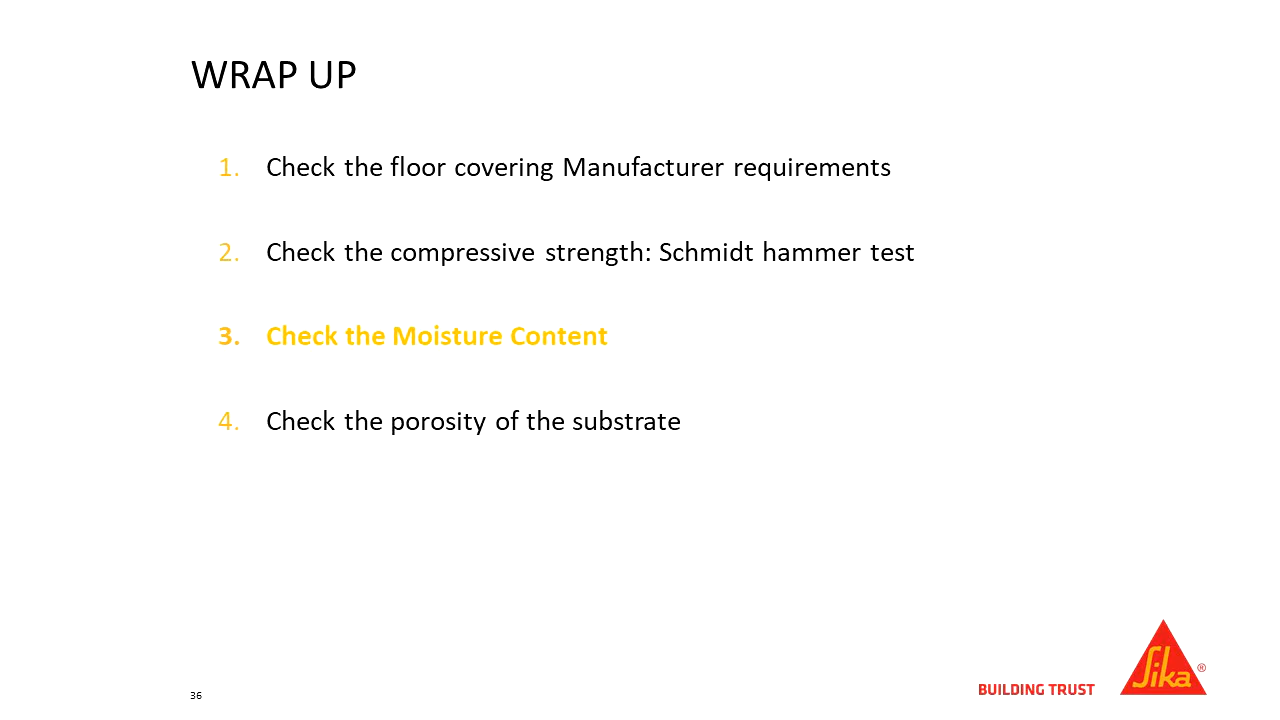 WRAP UP
1. Check the floor covering Manufacturer requirements
2. Check the compressive strength: Schmidt hammer test
3. Check the Moisture Content
4. Check the porosity of the substrate
36
BUILDING TRUST
Sika®